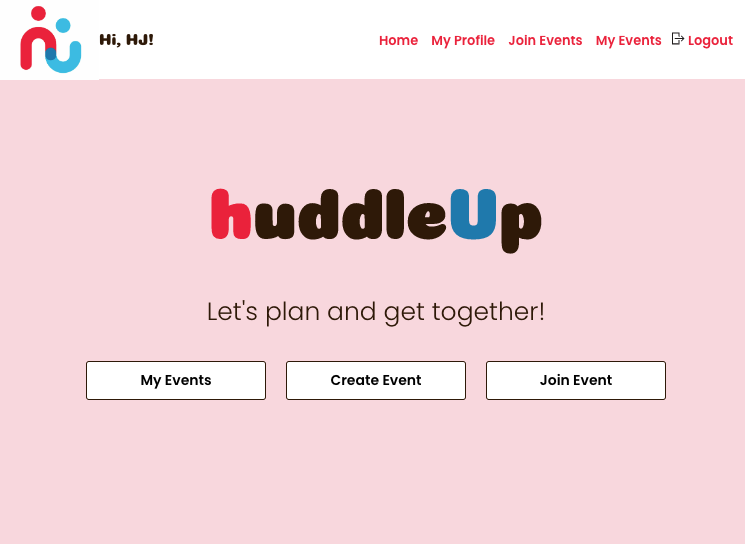 Hi, HJ!
Home My Profile Join Events My Events Logout
huddleUp
Let's plan and get together!
My Events Create Event Join Event